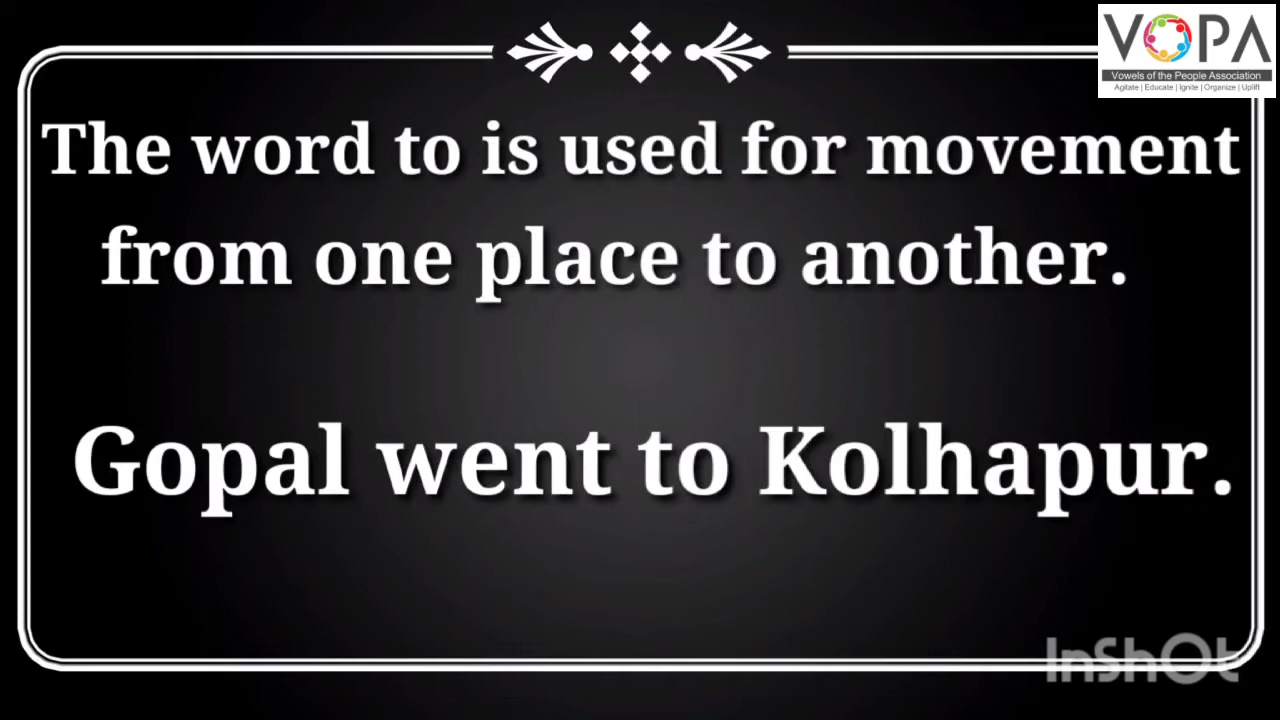 VOPA
Vowels of the People Association
Agitate | Educate | Ignite | Organize | Uplift
The word to is used for movement
from one place to another.
Gopal went to Kolhapur.
InShOt